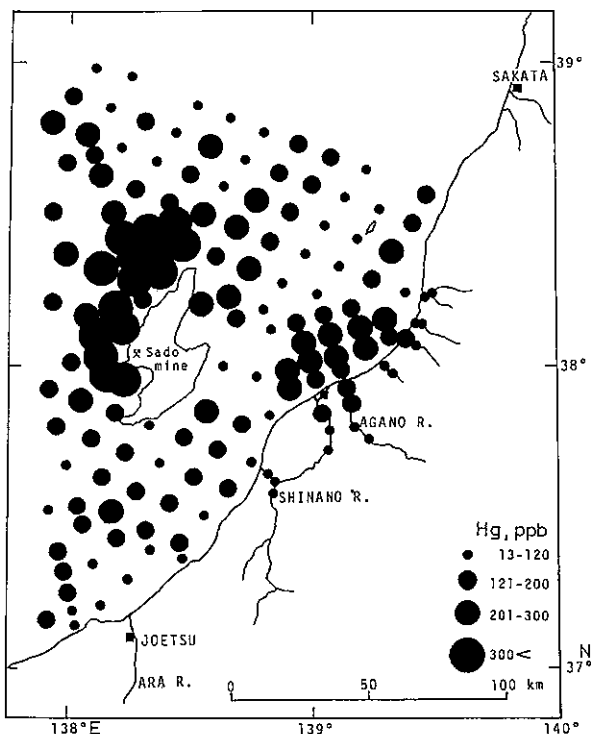 39°
SAKATA
Sado
mine
38°
AGANO R.
SHINANO R.
Hg, ppb
13-120
121-200
201-300
300<
N
JOETSU
37°
ARA R.
0 50 100 km
138°E 139° 140°